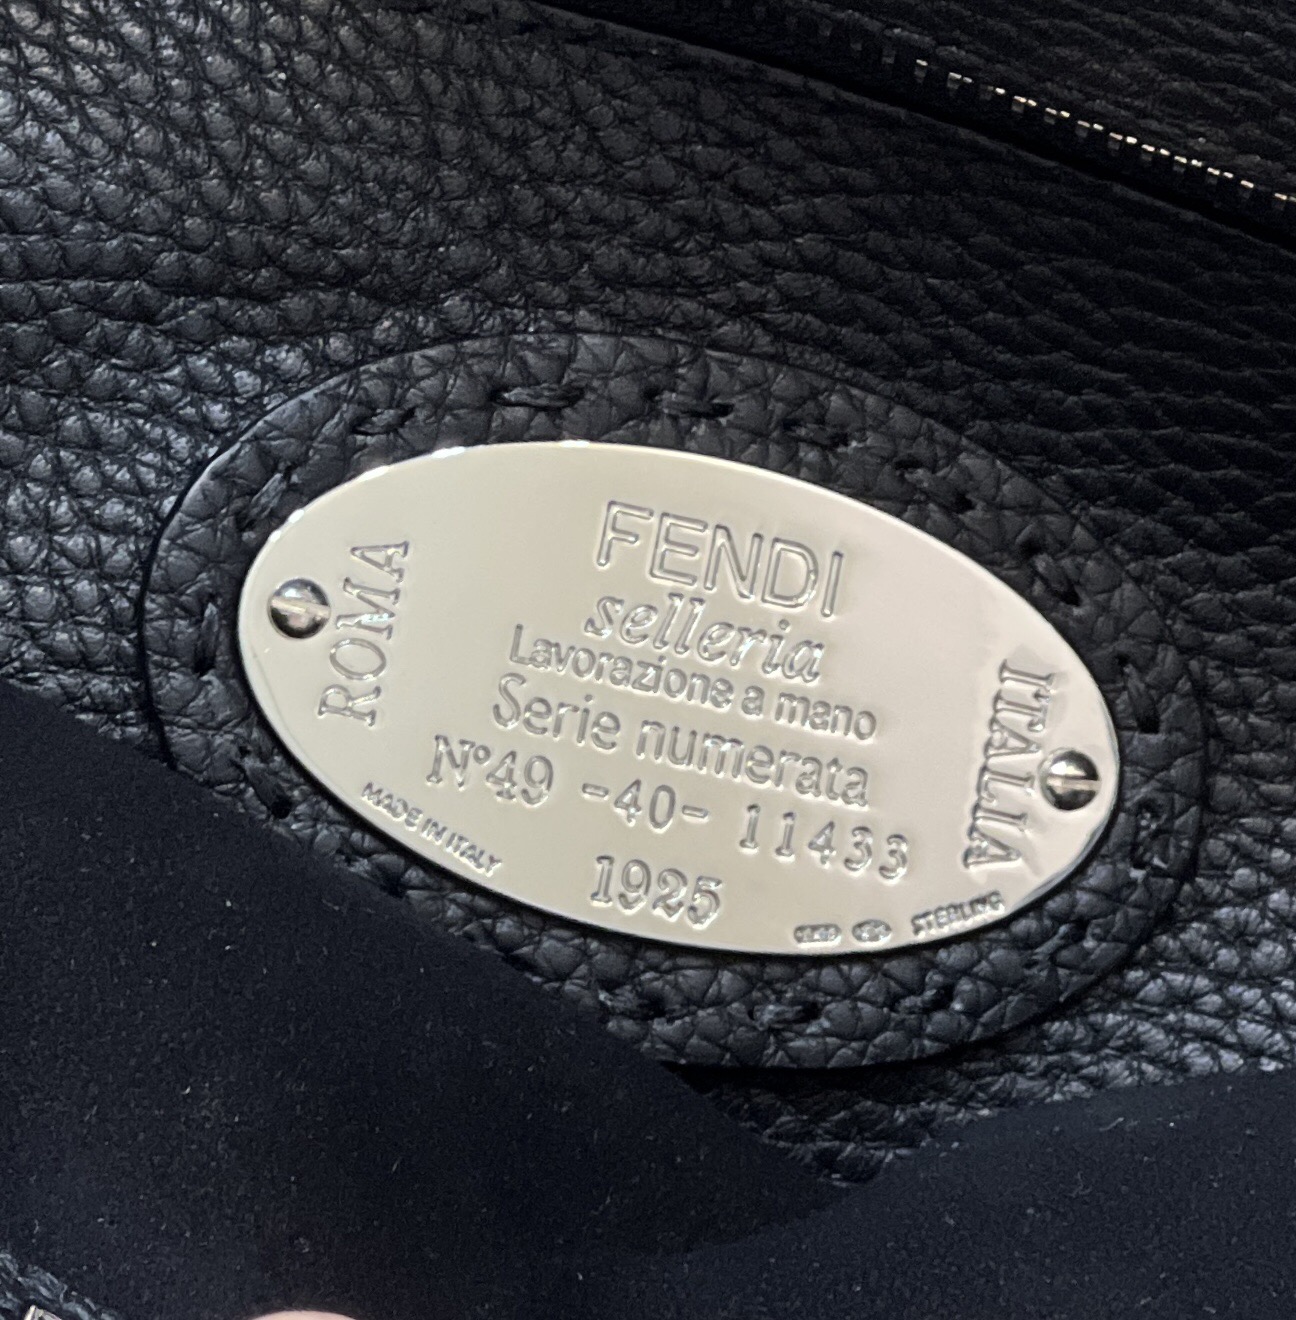 FENDI
selleria
Lavorazione a mano
Serie numerata
N°49 -40- 11433
1925
ROMA
ITALIA
MADE IN ITALY
STERLING